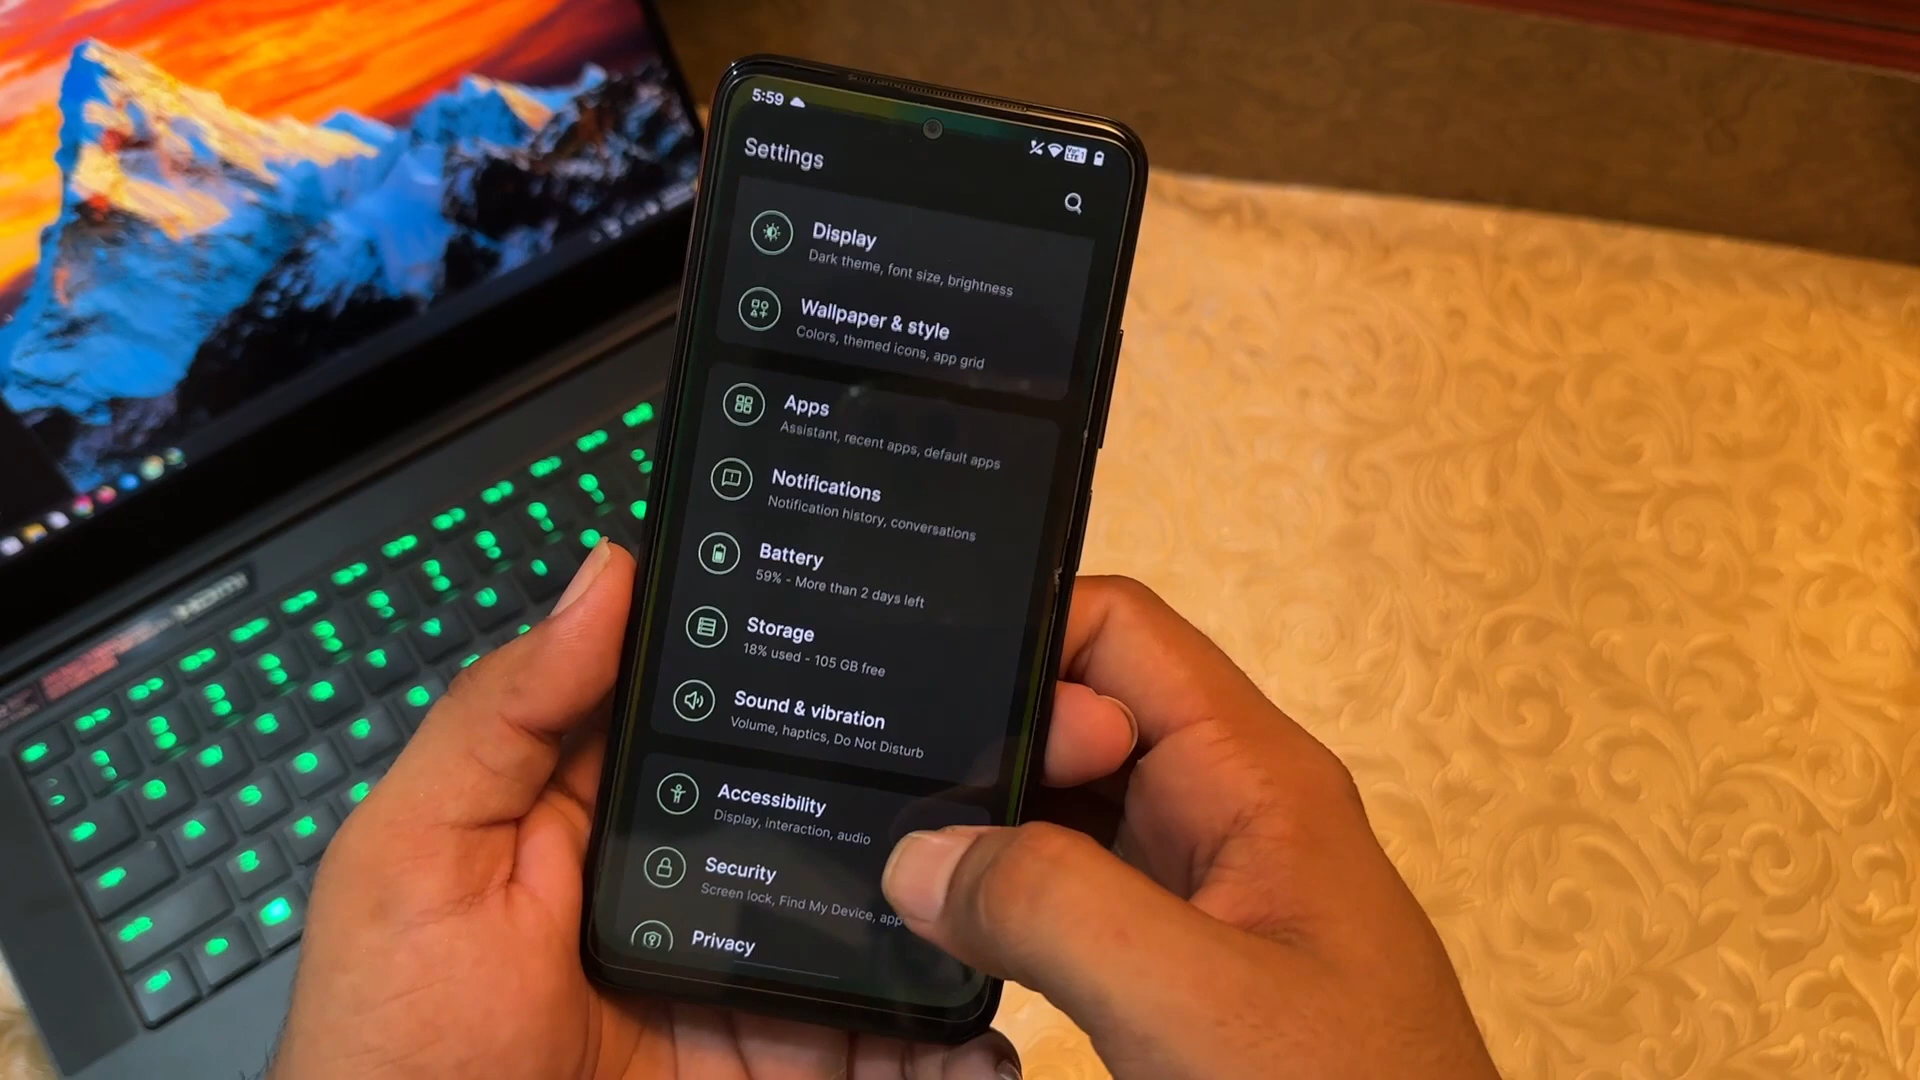 5:59
Vo LTE 1
Settings
Display
Dark theme, font size, brightness
Wallpaper & style
Colors, themed icons, app grid
Apps
Assistant, recent apps, default apps
Notifications
Notification history, conversations
Battery
59% - More than 2 days left
Storage
18% used - 105 GB free
Sound & vibration
Volume, haptics, Do Not Disturb
Accessibility
Display, interaction, audio
Security
Screen lock, Find My Device, app
Privacy